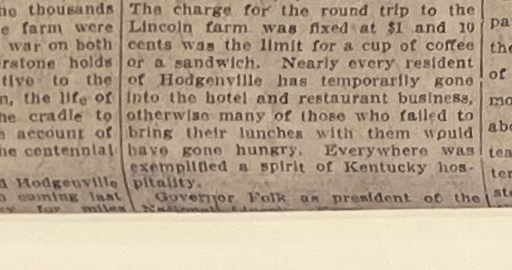 no thousands
e farm were
war on both
rstone holds
tive to the
n, the life of
he cradle to
e account of
he centennial
d Hodgenville
coming last
for miles
The charge for the round trip to the
Lincoln farm was fixed at $1 and 10
cents was the limit for a cup of coffee
or a sandwich. Nearly every resident
of Hodgenville has temporarily gone
into the hotel and restaurant business,
otherwise many of those who failed to
bring their lunches with them would
have gone hungry. Everywhere was
exemplified a spirit of Kentucky hos-
pitality.
Governor Folk as president of the
pa
the
of
mo
abo
tea
ter
st